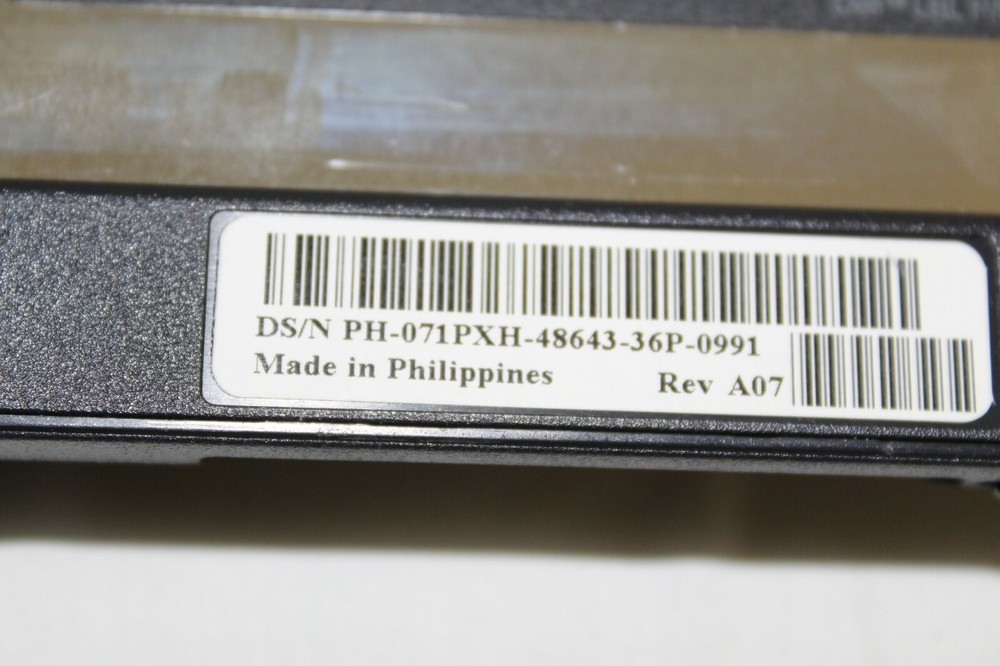 DS/N PH-071PXH-48643-36P-0991
Made in Philippines
Rev A07